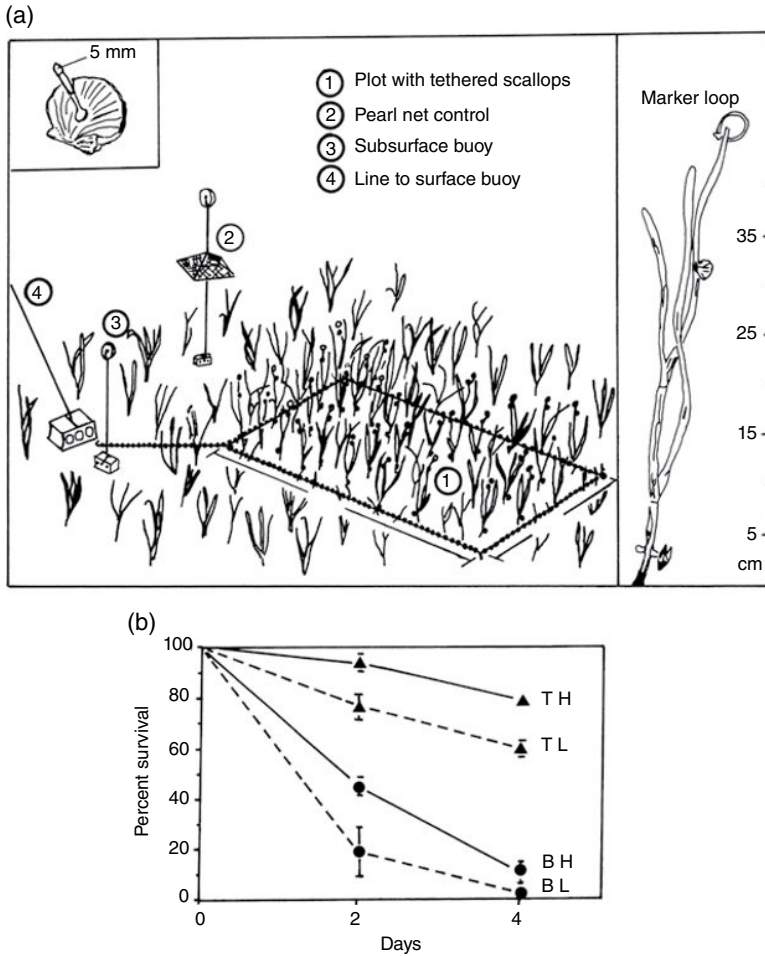 (a)
5 mm
1 Plot with tethered scallops
2 Pearl net control
3 Subsurface buoy
4 Line to surface buoy
2
4
3
1
Marker loop
35
25
15
5
cm
(b)
100
80
60
40
20
0
Percent survival
T H
T L
B H
B L
0 2 4
Days